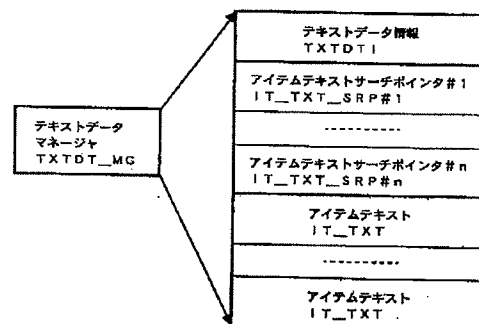 テキストデータ
マネージャ
TXTDT_MG
テキストデータ情報
TXTDTI
アイテムテキストサーチポインタ#1
IT_TXT_SRP#1
----------
アイテムテキストサーチポインタ#n
IT_TXT_SRP#n
アイテムテキスト
IT_TXT
----------
アイテムテキスト
IT_TXT